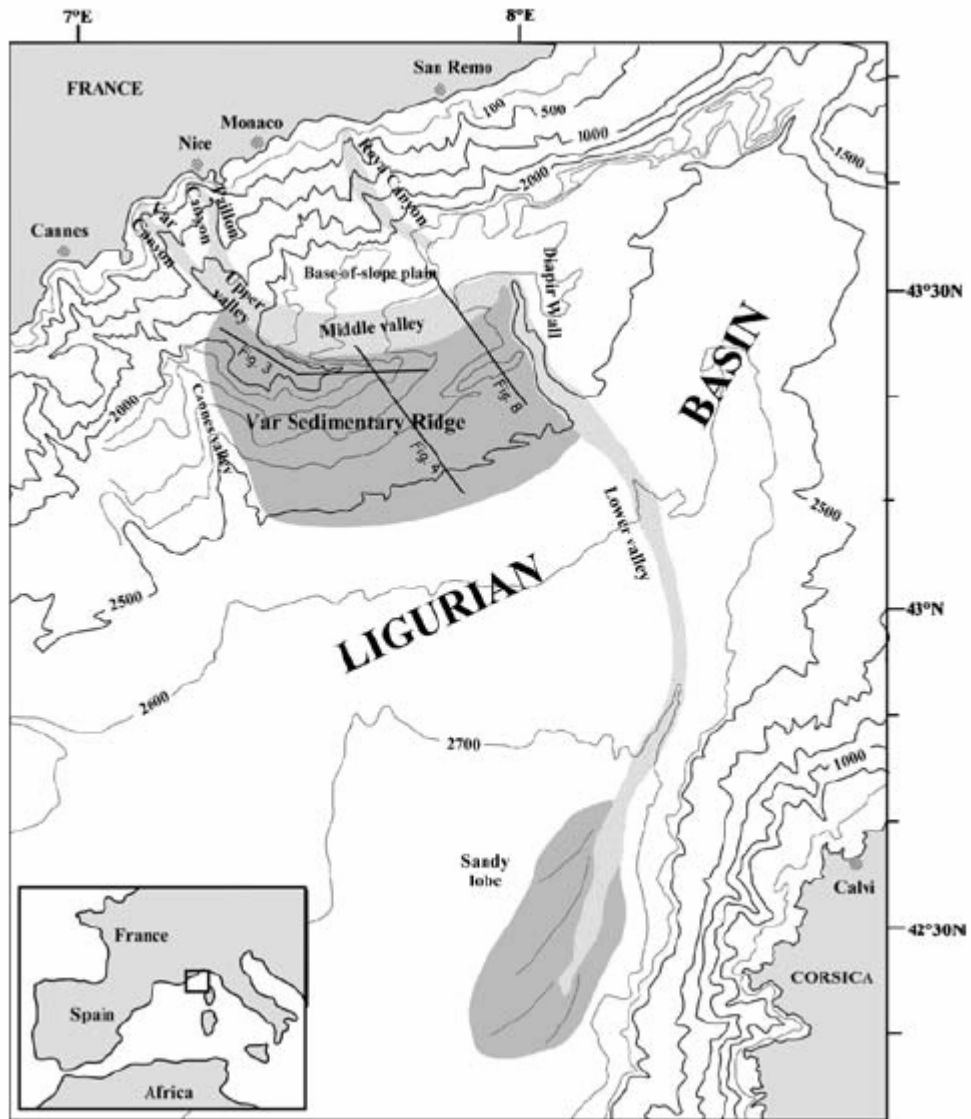 7°E
8°E
FRANCE
San Remo
100
500
1000
1500
Monaco
Nice
Roya Canyon
2000
Paillon
Canyon
Var
Canyon
Cannes
Base-of-slope plain
Diapir Wall
43°30N
Upper
valley
Middle valley
BASIN
Fig. 3
Fig. 8
2000
Cannes valley
Var Sedimentary Ridge
Fig. 4
Lower valley
2500
2500
LIGURIAN
43°N
2600
2700
1000
Sandy
lobe
Calvi
42°30N
CORSICA
France
Spain
Africa